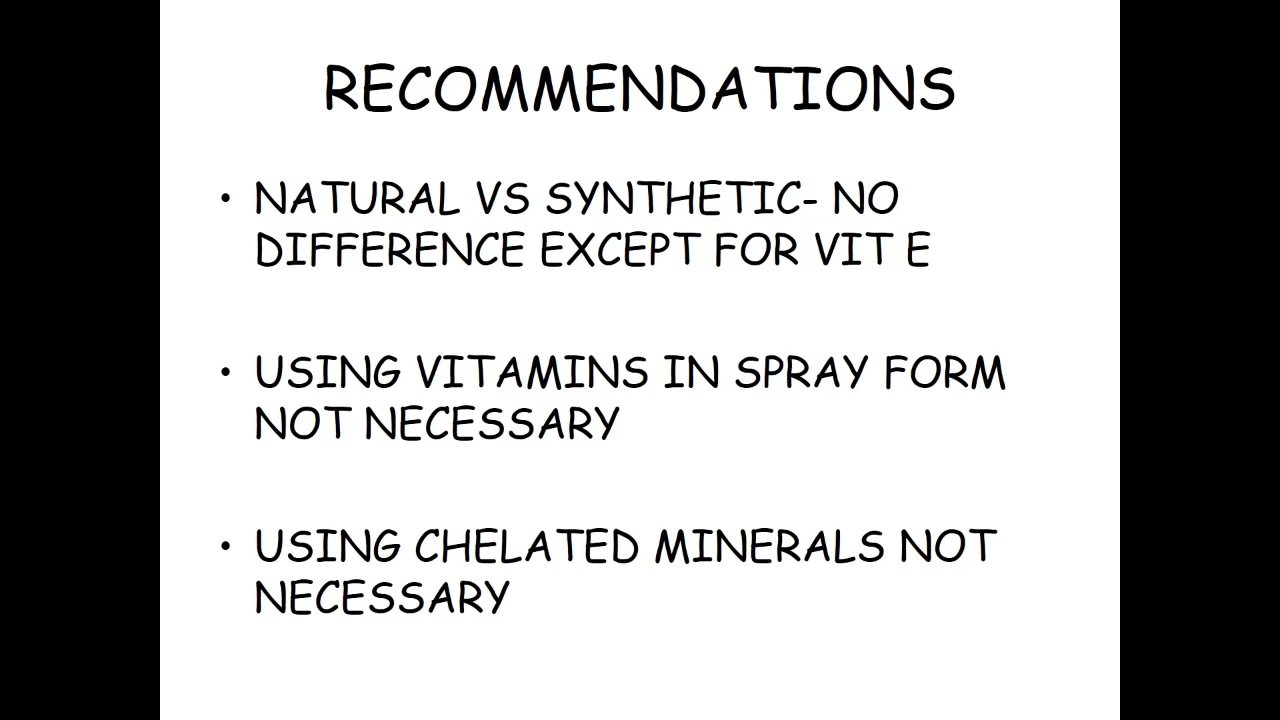 RECOMMENDATIONS
• NATURAL VS SYNTHETIC- NO
DIFFERENCE EXCEPT FOR VIT E
• USING VITAMINS IN SPRAY FORM
NOT NECESSARY
• USING CHELATED MINERALS NOT
NECESSARY